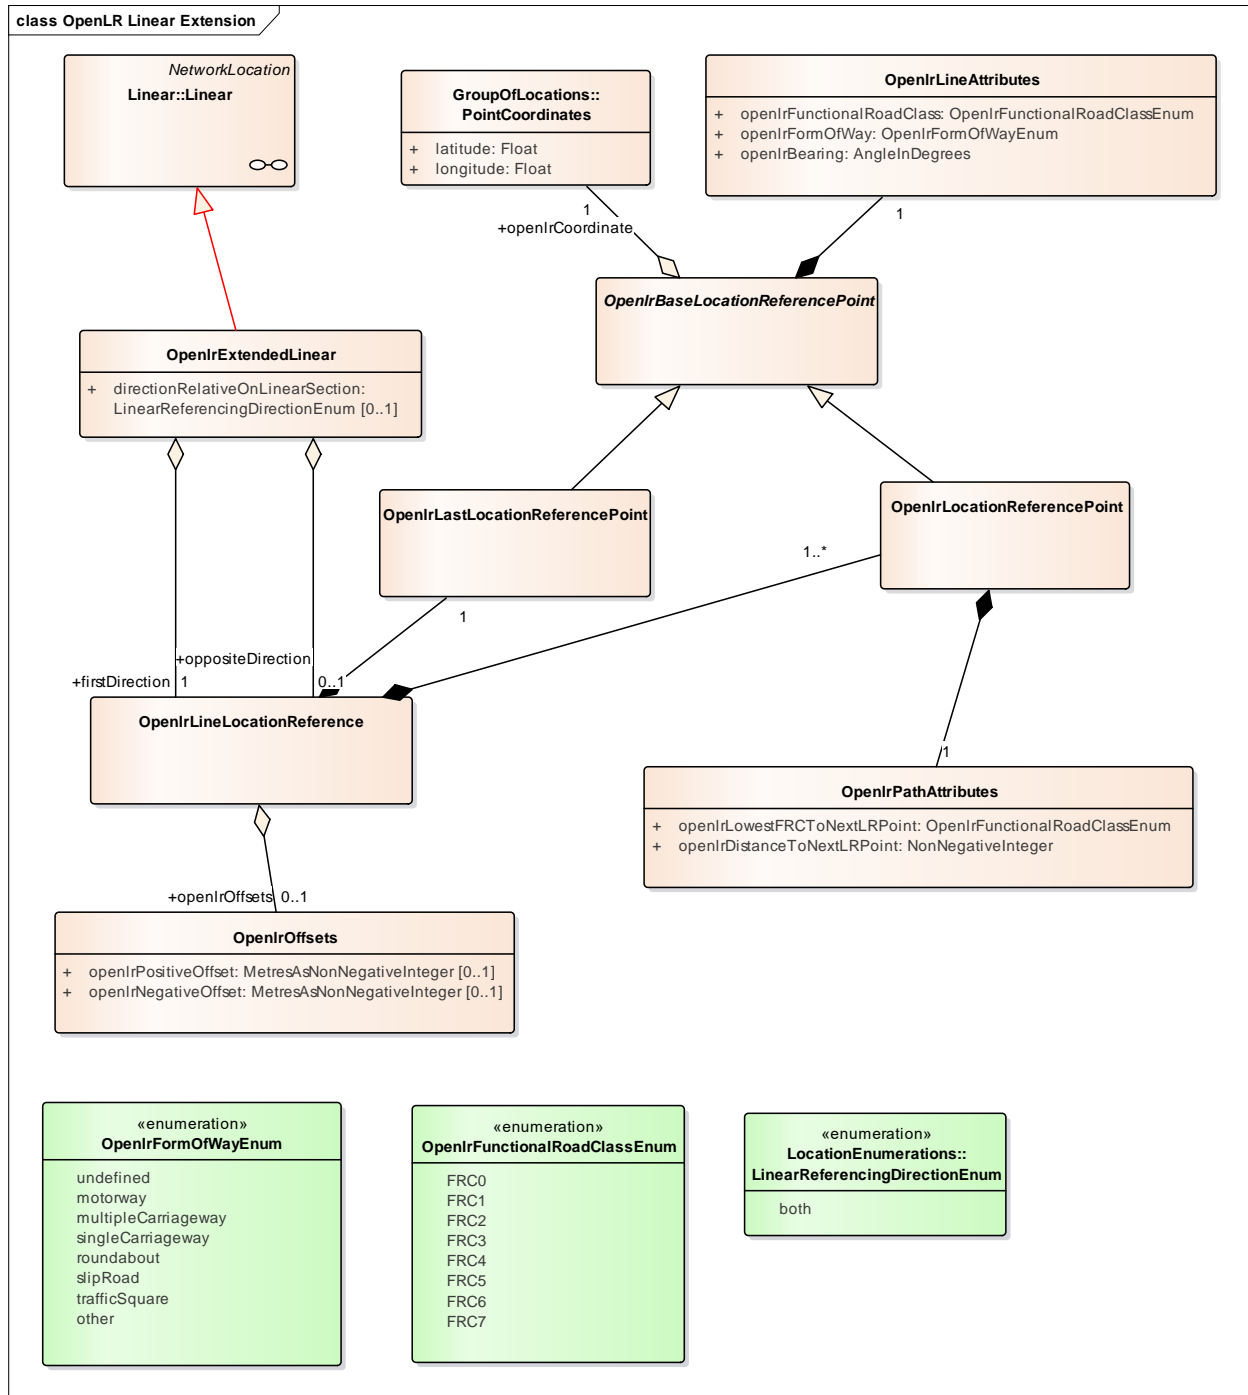 class OpenLR Linear Extension
NetworkLocation
Linear::Linear
GroupOfLocations::
PointCoordinates
+ latitude: Float
+ longitude: Float
OpenlrLineAttributes
+ openlrFunctionalRoadClass: OpenlrFunctionalRoadClassEnum
+ openlrFormOfWay: OpenlrFormOfWayEnum
+ openlrBearing: AngleInDegrees
1
+openlrCoordinate
1
OpenlrBaseLocationReferencePoint
OpenlrExtendedLinear
+ directionRelativeOnLinearSection:
LinearReferencingDirectionEnum [0..1]
OpenlrLastLocationReferencePoint
OpenlrLocationReferencePoint
1..*
1
+oppositeDirection
0..1
+firstDirection
1
OpenlrLineLocationReference
1
OpenlrPathAttributes
+ openlrLowestFRCToNextLRPoint: OpenlrFunctionalRoadClassEnum
+ openlrDistanceToNextLRPoint: NonNegativeInteger
+openlrOffsets 0..1
OpenlrOffsets
+ openlrPositiveOffset: MetresAsNonNegativeInteger [0..1]
+ openlrNegativeOffset: MetresAsNonNegativeInteger [0..1]
«enumeration»
OpenlrFormOfWayEnum
undefined
motorway
multipleCarriageway
singleCarriageway
roundabout
slipRoad
trafficSquare
other
«enumeration»
OpenlrFunctionalRoadClassEnum
FRC0
FRC1
FRC2
FRC3
FRC4
FRC5
FRC6
FRC7
«enumeration»
LocationEnumerations::
LinearReferencingDirectionEnum
both